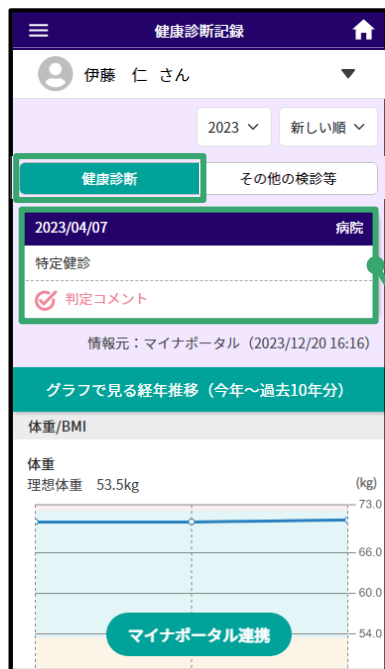 健康診断記録
伊藤 仁 さん
2023 新しい順
健康診断 その他の検診等
2023/04/07 病院
特定健診
判定コメント
情報元：マイナポータル（2023/12/20 16:16）
グラフで見る経年推移（今年～過去10年分）
体重/BMI
体重
理想体重 53.5kg (kg)
73.0
66.0
60.0
マイナポータル連携 54.0